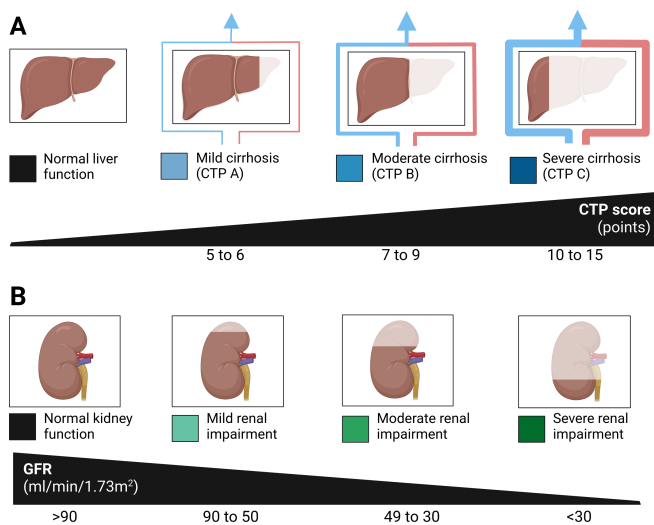 A
Normal liver
function
Mild cirrhosis
(CTP A)
Moderate cirrhosis
(CTP B)
Severe cirrhosis
(CTP C)
CTP score
(points)
5 to 6
7 to 9
10 to 15
B
Normal kidney
function
Mild renal
impairment
Moderate renal
impairment
Severe renal
impairment
GFR
(ml/min/1.73m²)
>90
90 to 50
49 to 30
<30